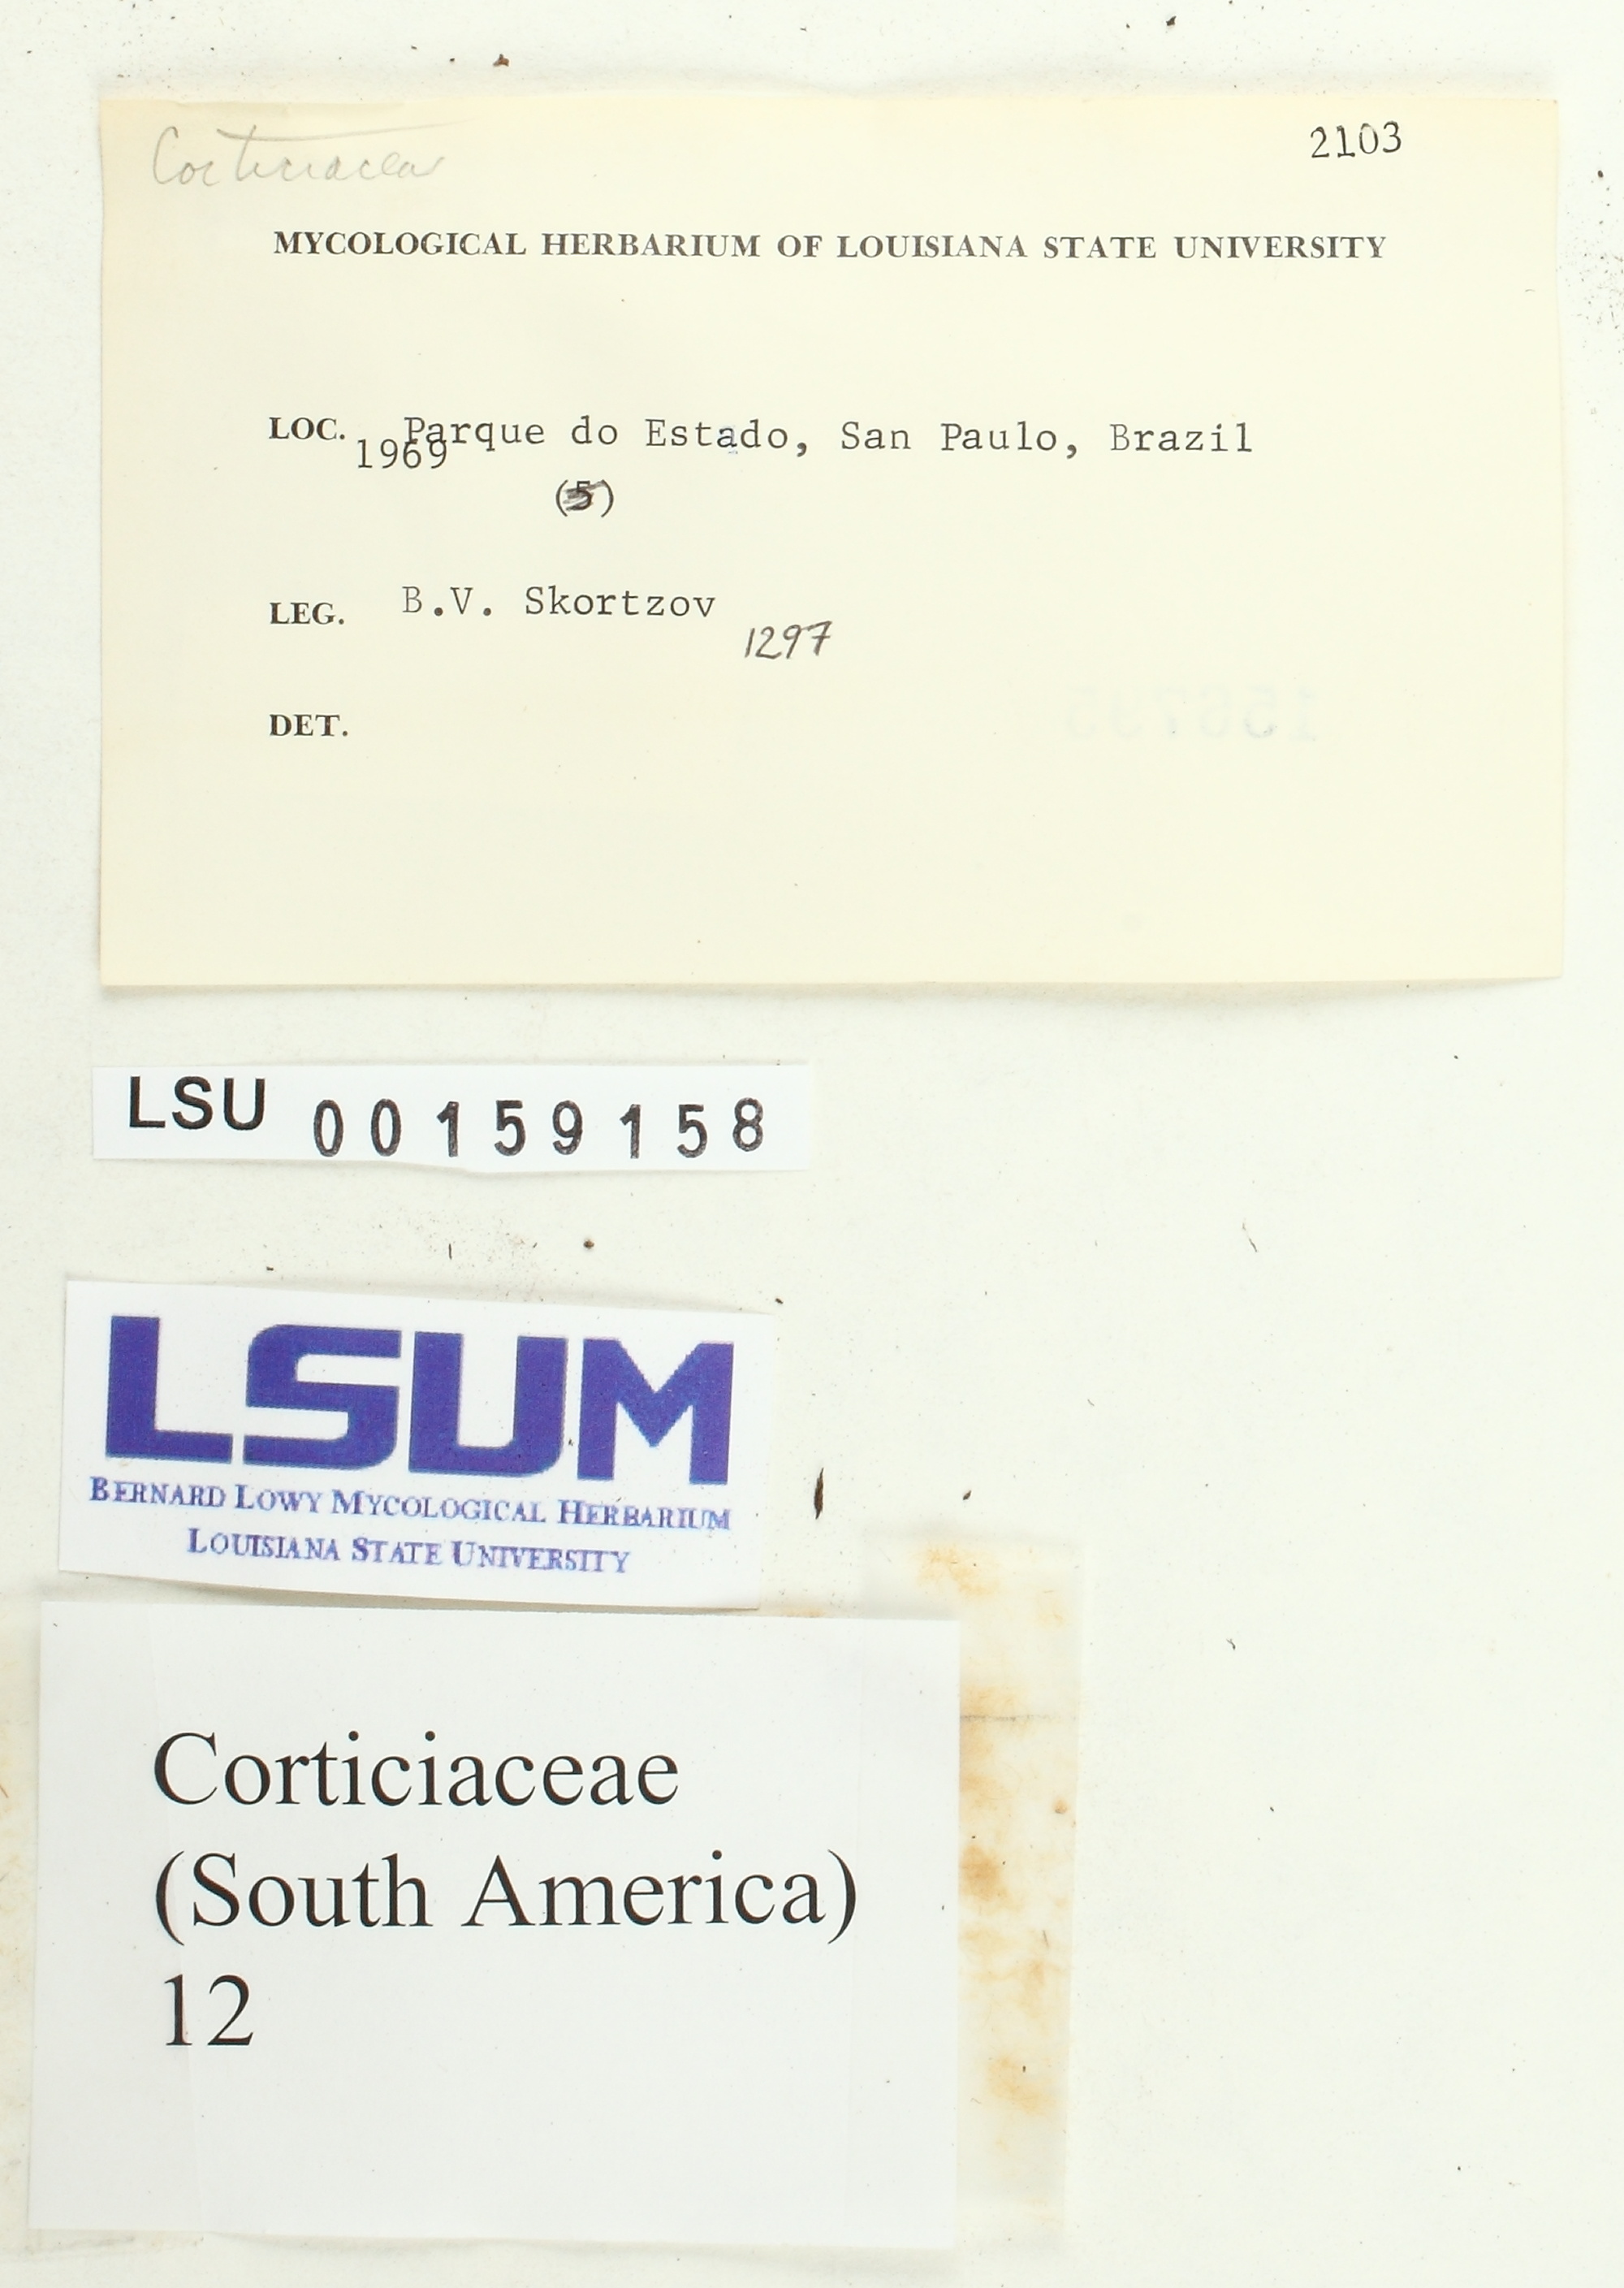 Corticiaceae
2103
MYCOLOGICAL HERBARIUM OF LOUISIANA STATE UNIVERSITY
LOC. Parque do Estado, San Paulo, Brazil
1969
(5)
LEG. B.V. Skortzov
1297
DET.
LSU 00159158
LSUM
BERNARD LOWY MYCOLOGICAL HERBARIUM
LOUISIANA STATE UNIVERSITY
Corticiaceae
(South America)
12